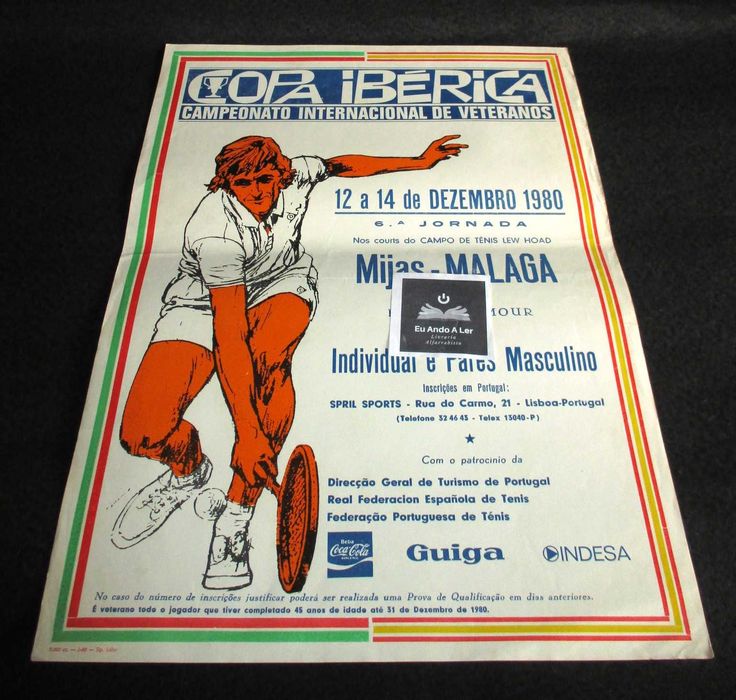 COPA IBÉRICA
CAMPEONATO INTERNACIONAL DE VETERANOS
12 a 14 de DEZEMBRO 1980
6.ª JORNADA
Nos courts do CAMPO DE TÉNIS LEW HOAD
Mijas - MALAGA
MOUR
Eu Ando A Ler
Livraria
Alfarrabista
Individual e Pares Masculino
Inscrições em Portugal:
SPRIL SPORTS - Rua do Carmo, 21 - Lisboa-Portugal
(Telefone 32 46 43 - Telex 13040-P)
Com o patrocinio da
Direcção Geral de Turismo de Portugal
Real Federacion Española de Tenis
Federação Portuguesa de Ténis
Beba
Coca-Cola
Guiga
INDESA
No caso do número de inscrições justificar poderá ser realizada uma Prova de Qualificação em dias anteriores.
É veterano todo o jogador que tiver completado 45 anos de idade até 31 de Dezembro de 1980.